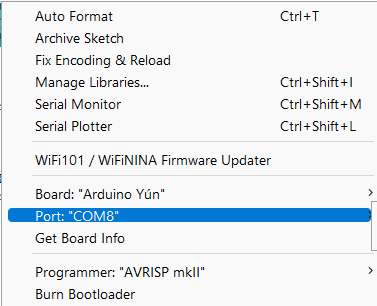 Auto Format Ctrl+T
Archive Sketch
Fix Encoding & Reload
Manage Libraries... Ctrl+Shift+I
Serial Monitor Ctrl+Shift+M
Serial Plotter Ctrl+Shift+L
WiFi101 / WiFiNINA Firmware Updater
Board: "Arduino Yún"
Port: "COM8"
Get Board Info
Programmer: "AVRISP mkII"
Burn Bootloader